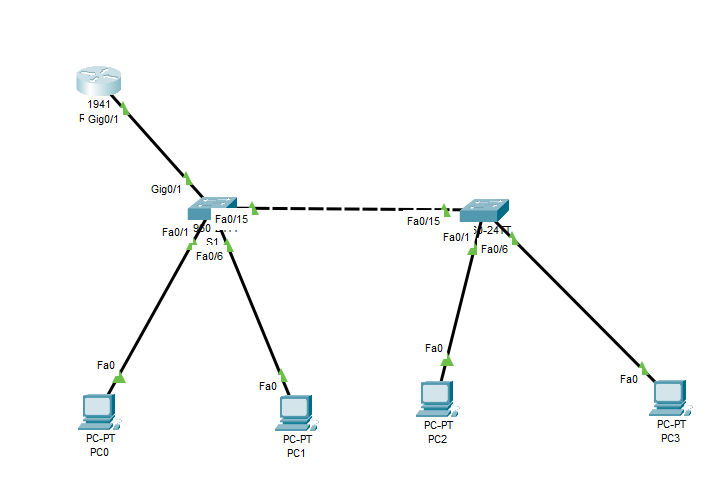 1941
R Gig0/1
Gig0/1
Fa0/15
Fa0/1
S1
Fa0/6
Fa0/15
Fa0/1
Fa0/6
Fa0
Fa0
Fa0
Fa0
PC-PT
PC0
PC-PT
PC1
PC-PT
PC2
PC-PT
PC3